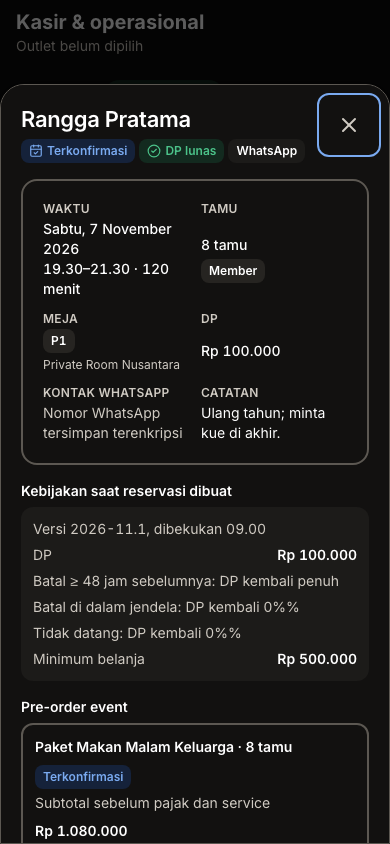 Kasir & operasional
Outlet belum dipilih
Rangga Pratama
Terkonfirmasi
DP lunas
WhatsApp
WAKTU
Sabtu, 7 November
2026
19.30–21.30 · 120
menit
TAMU
8 tamu
Member
MEJA
P1
Private Room Nusantara
DP
Rp 100.000
KONTAK WHATSAPP
Nomor WhatsApp
tersimpan terenkripsi
CATATAN
Ulang tahun; minta
kue di akhir.
Kebijakan saat reservasi dibuat
Versi 2026-11.1, dibekukan 09.00
DP Rp 100.000
Batal ≥ 48 jam sebelumnya: DP kembali penuh
Batal di dalam jendela: DP kembali 0%%
Tidak datang: DP kembali 0%%
Minimum belanja Rp 500.000
Pre-order event
Paket Makan Malam Keluarga · 8 tamu
Terkonfirmasi
Subtotal sebelum pajak dan service
Rp 1.080.000